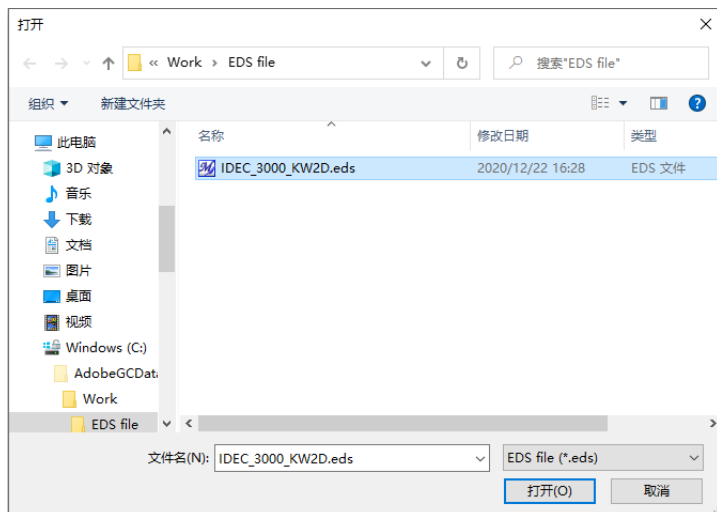 打开
« Work › EDS file
搜索"EDS file"
组织
新建文件夹
此电脑
3D 对象
音乐
下载
文档
图片
桌面
视频
Windows (C:)
AdobeGCData
Work
EDS file
名称 修改日期 类型
IDEC_3000_KW2D.eds 2020/12/22 16:28 EDS 文件
文件名(N): IDEC_3000_KW2D.eds EDS file (*.eds)
打开(O) 取消